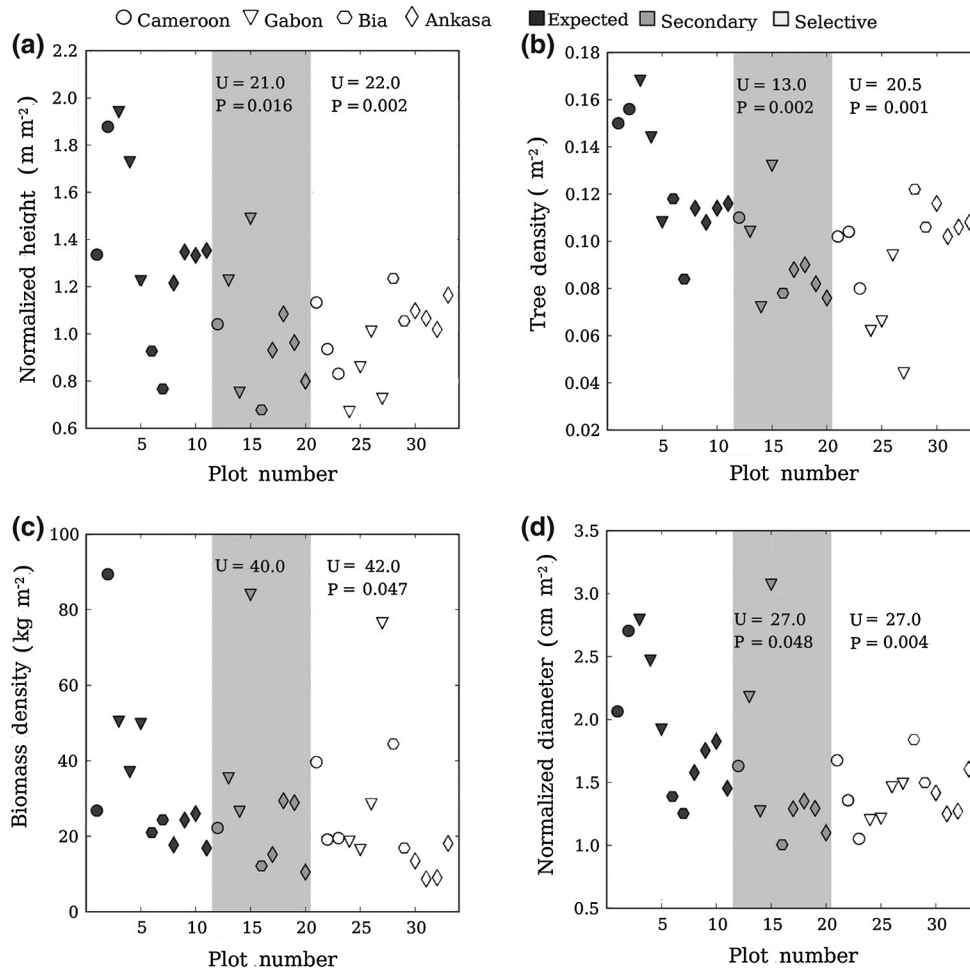 Cameroon Gabon Bia Ankasa Expected Secondary Selective
(a)
2.2
2.0
1.8
1.6
1.4
1.2
1.0
0.8
0.6
Normalized height (m m-2)
U = 21.0
P = 0.016
U = 22.0
P = 0.002
5 10 15 20 25 30
Plot number
(b)
0.18
0.16
0.14
0.12
0.10
0.08
0.06
0.04
0.02
Tree density ( m-2)
U = 13.0
P = 0.002
U = 20.5
P = 0.001
5 10 15 20 25 30
Plot number
(c)
100
80
60
40
20
0
Biomass density (kg m-2)
U = 40.0
U = 42.0
P = 0.047
5 10 15 20 25 30
Plot number
(d)
3.5
3.0
2.5
2.0
1.5
1.0
0.5
Normalized diameter (cm m-2)
U = 27.0
P = 0.048
U = 27.0
P = 0.004
5 10 15 20 25 30
Plot number